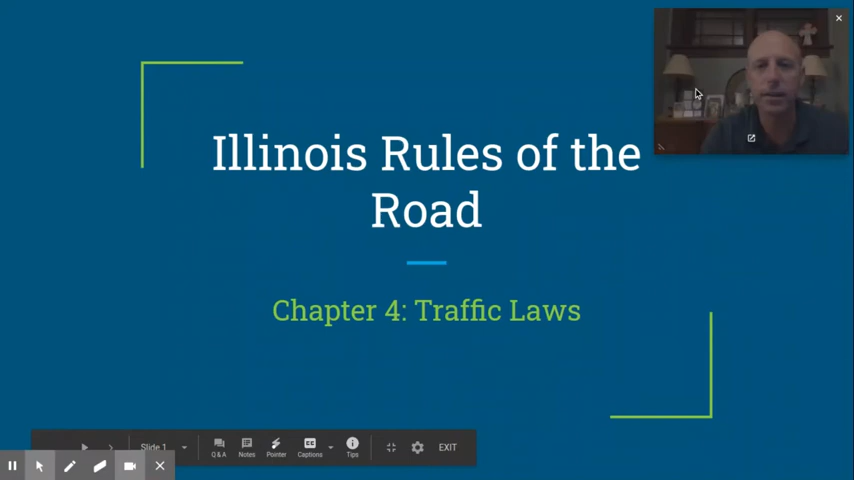 Illinois Rules of the
Road
Chapter 4: Traffic Laws
Slide 1
Q & A
Notes
Pointer
CC
Captions
Tips
EXIT